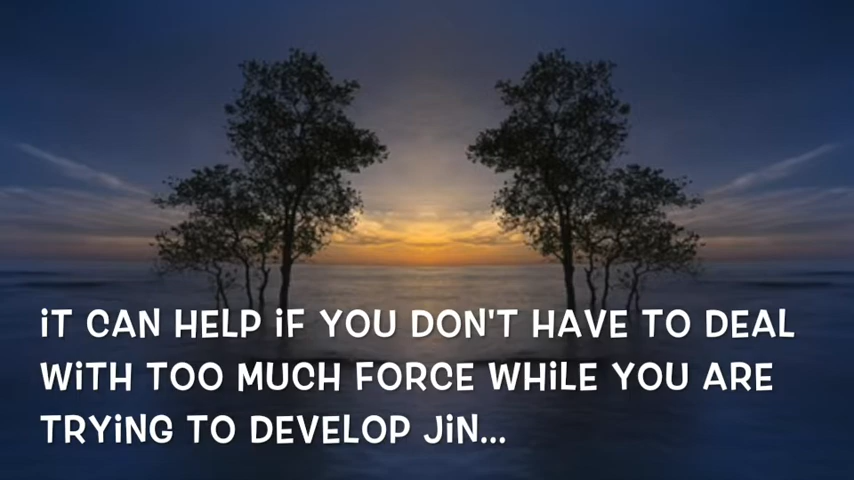 IT CAN HELP IF YOU DON'T HAVE TO DEAL
WITH TOO MUCH FORCE WHILE YOU ARE
TRYING TO DEVELOP JIN...